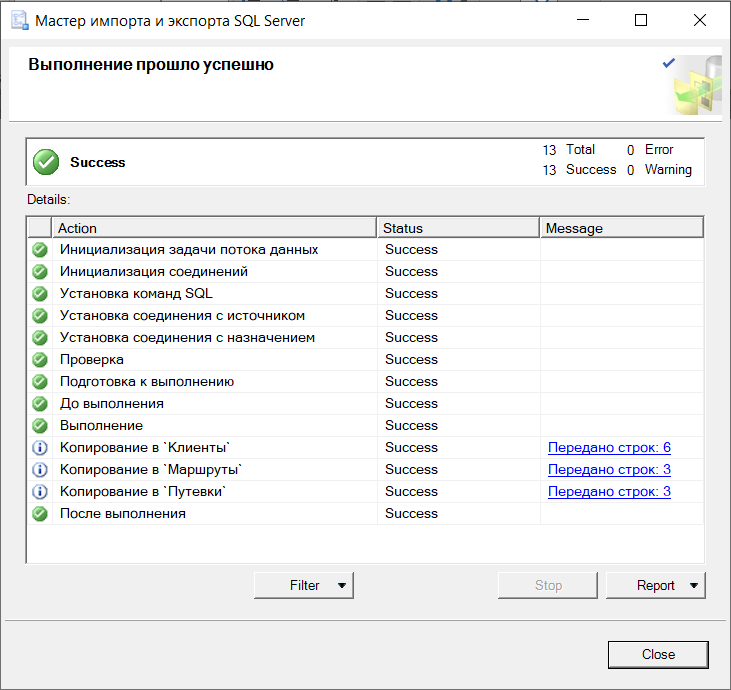 Мастер импорта и экспорта SQL Server
Выполнение прошло успешно
Success
13 Total 0 Error
13 Success 0 Warning
Details:
Action Status Message
Инициализация задачи потока данных Success
Инициализация соединений Success
Установка команд SQL Success
Установка соединения с источником Success
Установка соединения с назначением Success
Проверка Success
Подготовка к выполнению Success
До выполнения Success
Выполнение Success
Копирование в `Клиенты` Success Передано строк: 6
Копирование в `Маршруты` Success Передано строк: 3
Копирование в `Путевки` Success Передано строк: 3
После выполнения Success
Filter Stop Report
Close